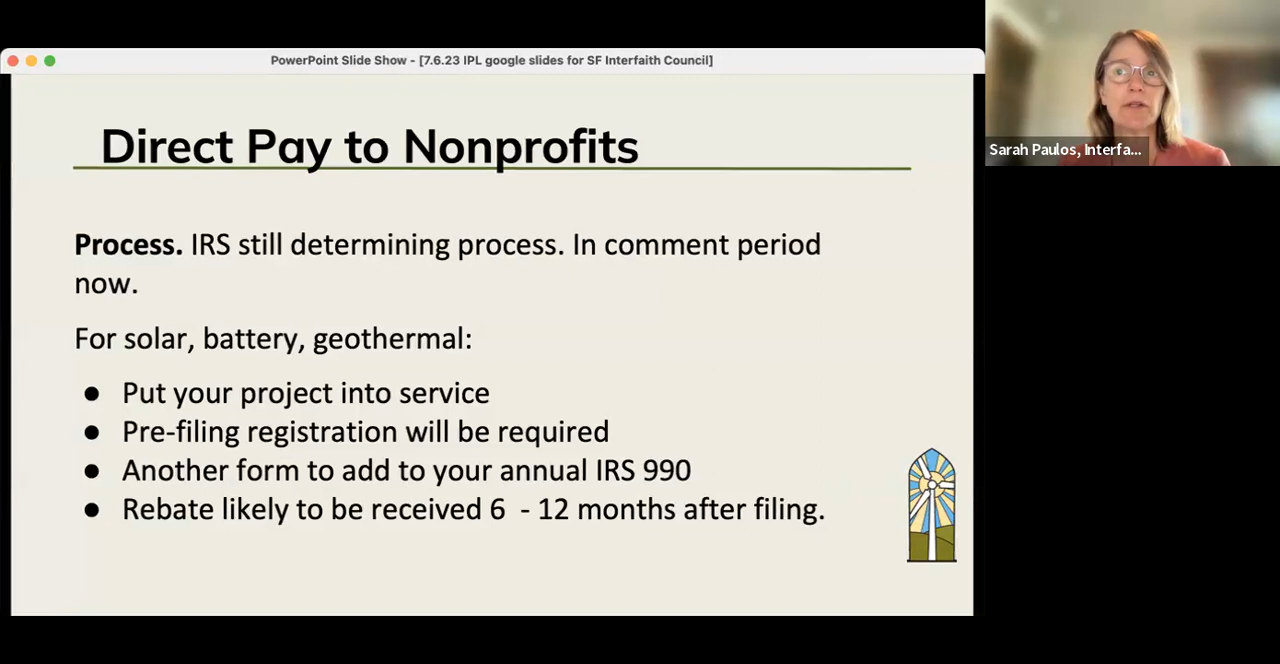 PowerPoint Slide Show - [7.6.23 IPL google slides for SF Interfaith Council]
Direct Pay to Nonprofits
Process. IRS still determining process. In comment period
now.
For solar, battery, geothermal:
● Put your project into service
● Pre-filing registration will be required
● Another form to add to your annual IRS 990
● Rebate likely to be received 6 - 12 months after filing.
Sarah Paulos, Interfa...